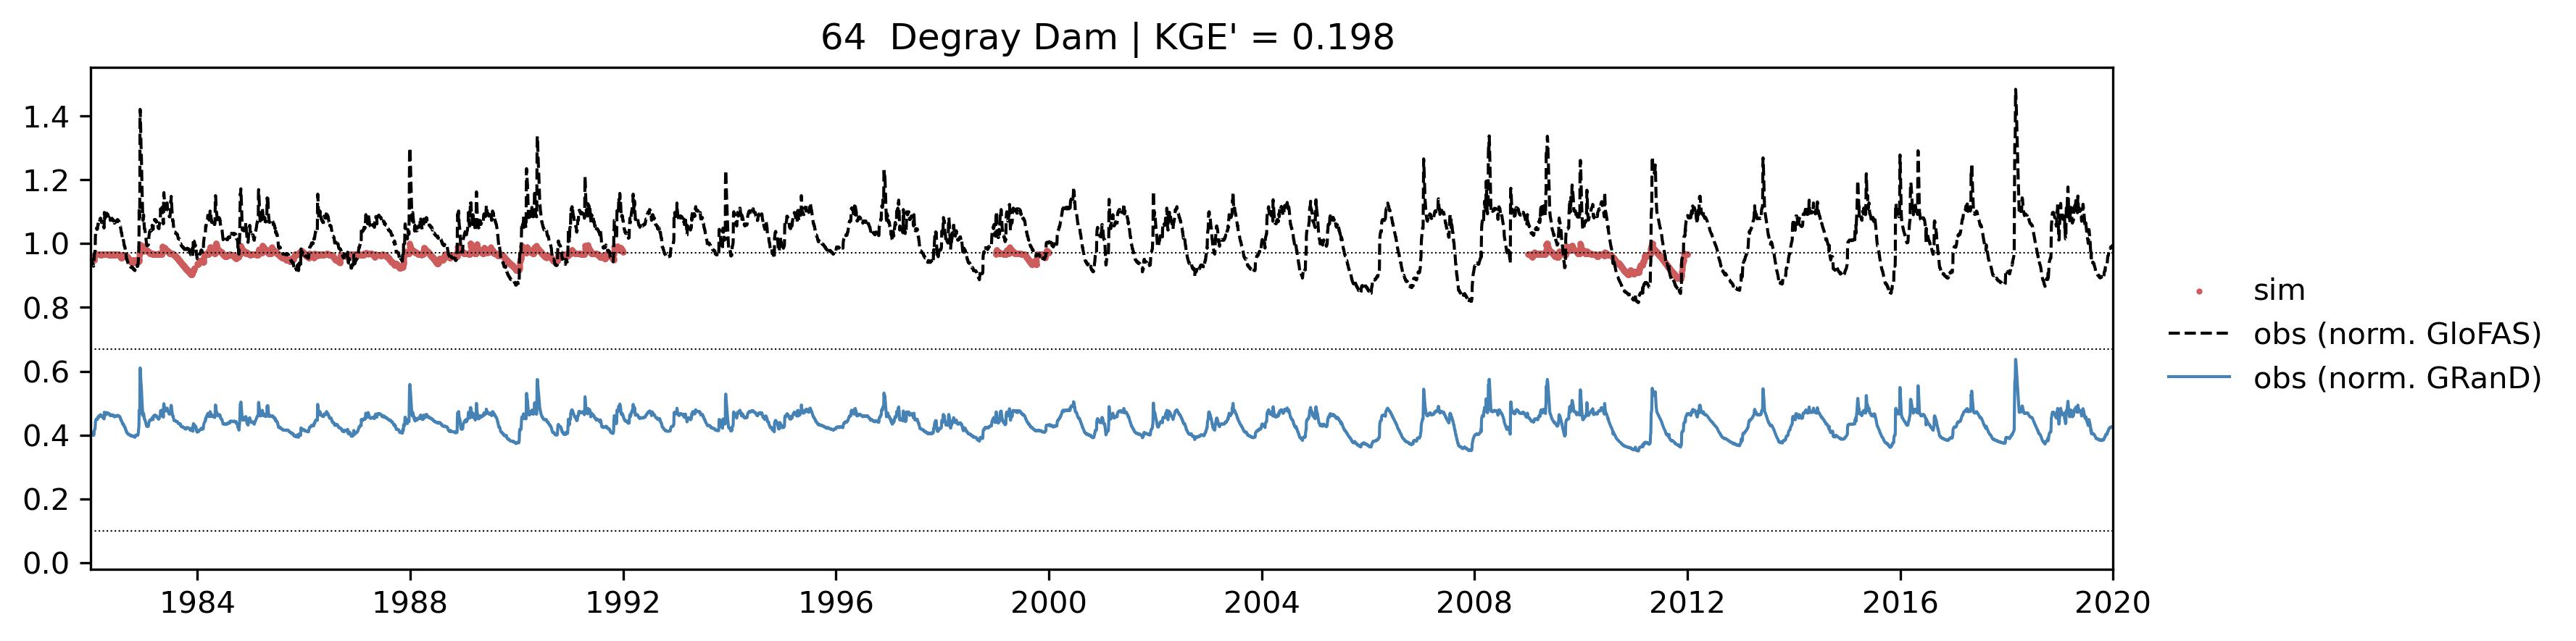 64  Degray Dam | KGE' = 0.198
1.4
1.2
1.0
0.8
0.6
0.4
0.2
0.0
1984 1988 1992 1996 2000 2004 2008 2012 2016 2020
sim
obs (norm. GloFAS)
obs (norm. GRanD)